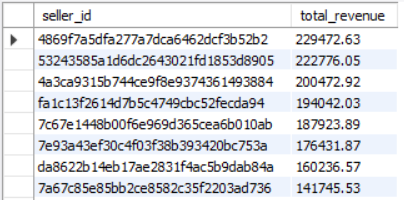 seller_id total_revenue
4869f7a5dfa277a7dca6462dcf3b52b2 229472.63
53243585a1d6dc2643021fd1853d8905 222776.05
4a3ca9315b744ce9f8e9374361493884 200472.92
fa1c13f2614d7b5c4749cbc52fecda94 194042.03
7c67e1448b00f6e969d365cea6b010ab 187923.89
7e93a43ef30c4f03f38b393420bc753a 176431.87
da8622b14eb17ae2831f4ac5b9dab84a 160236.57
7a67c85e85bb2ce8582c35f2203ad736 141745.53